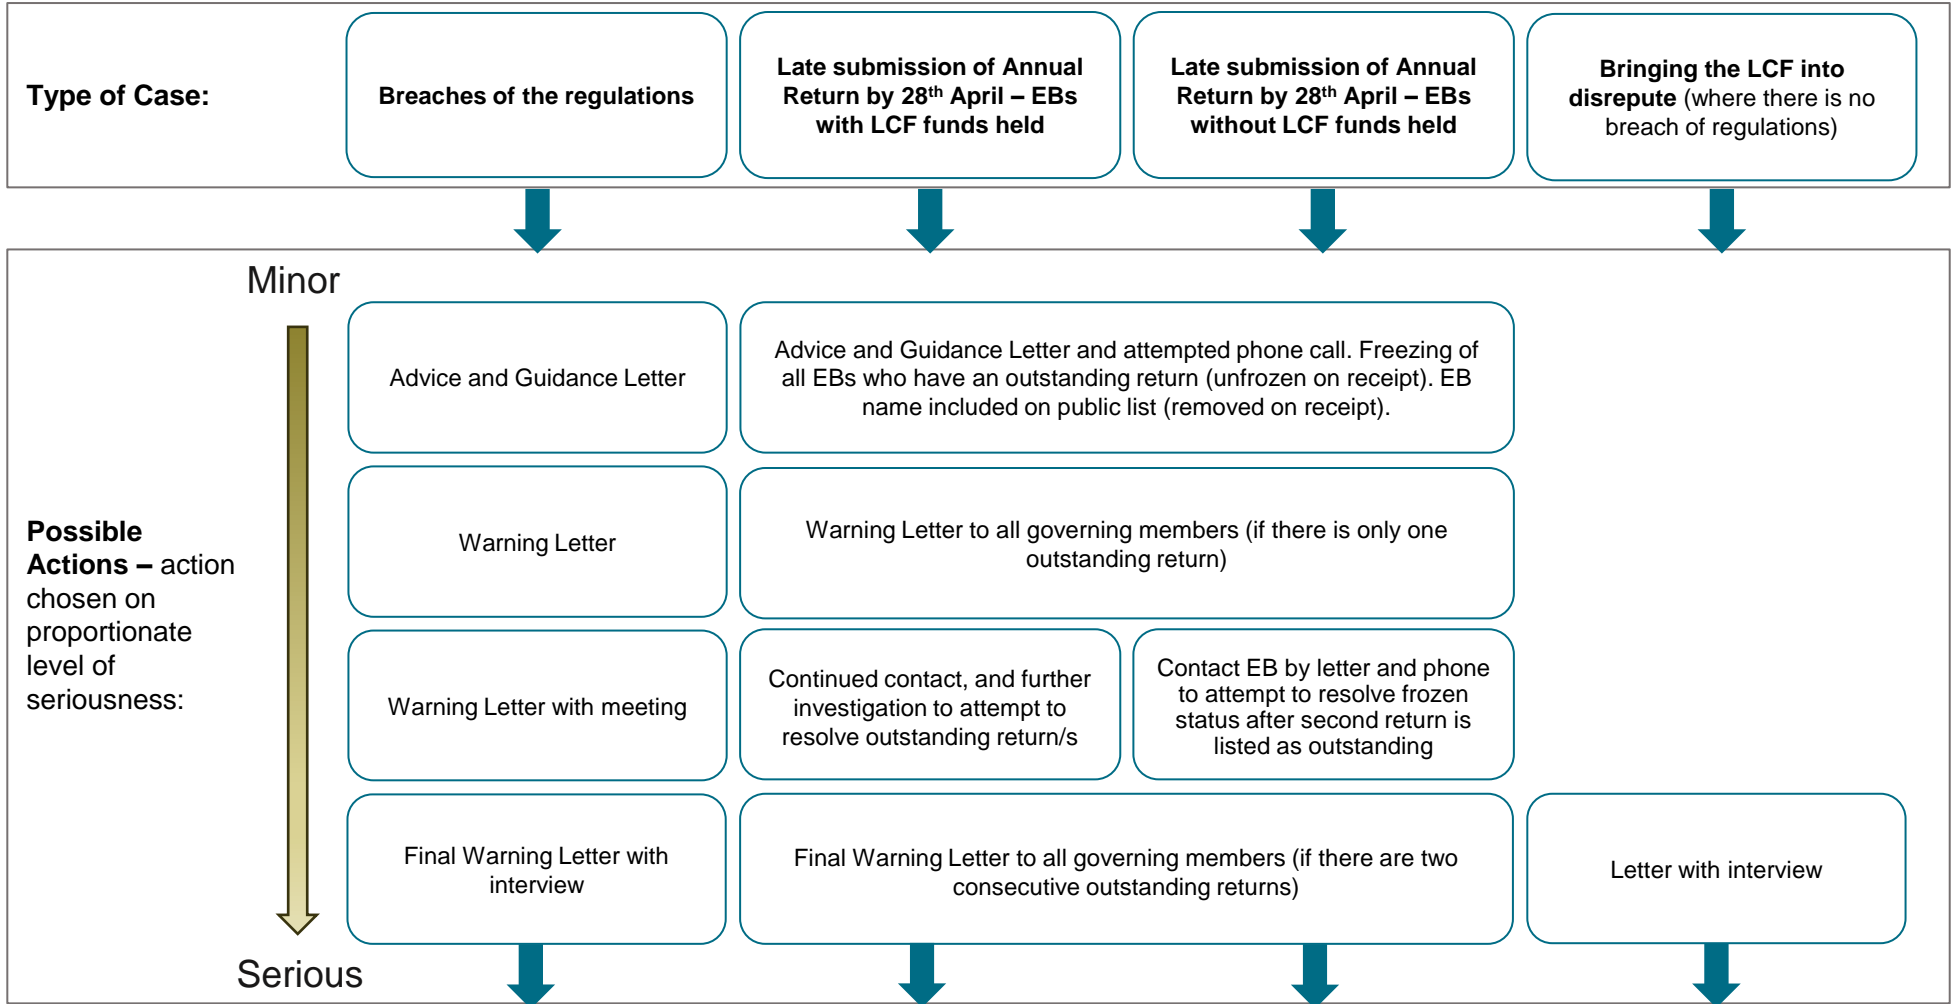 Type of Case:
Breaches of the regulations
Late submission of Annual
Return by 28th April – EBs
with LCF funds held
Late submission of Annual
Return by 28th April – EBs
without LCF funds held
Bringing the LCF into
disrepute (where there is no
breach of regulations)
Minor
Possible
Actions – action
chosen on
proportionate
level of
seriousness:
Advice and Guidance Letter
Advice and Guidance Letter and attempted phone call. Freezing of
all EBs who have an outstanding return (unfrozen on receipt). EB
name included on public list (removed on receipt).
Warning Letter
Warning Letter to all governing members (if there is only one
outstanding return)
Warning Letter with meeting
Continued contact, and further
investigation to attempt to
resolve outstanding return/s
Contact EB by letter and phone
to attempt to resolve frozen
status after second return is
listed as outstanding
Final Warning Letter with
interview
Final Warning Letter to all governing members (if there are two
consecutive outstanding returns)
Letter with interview
Serious